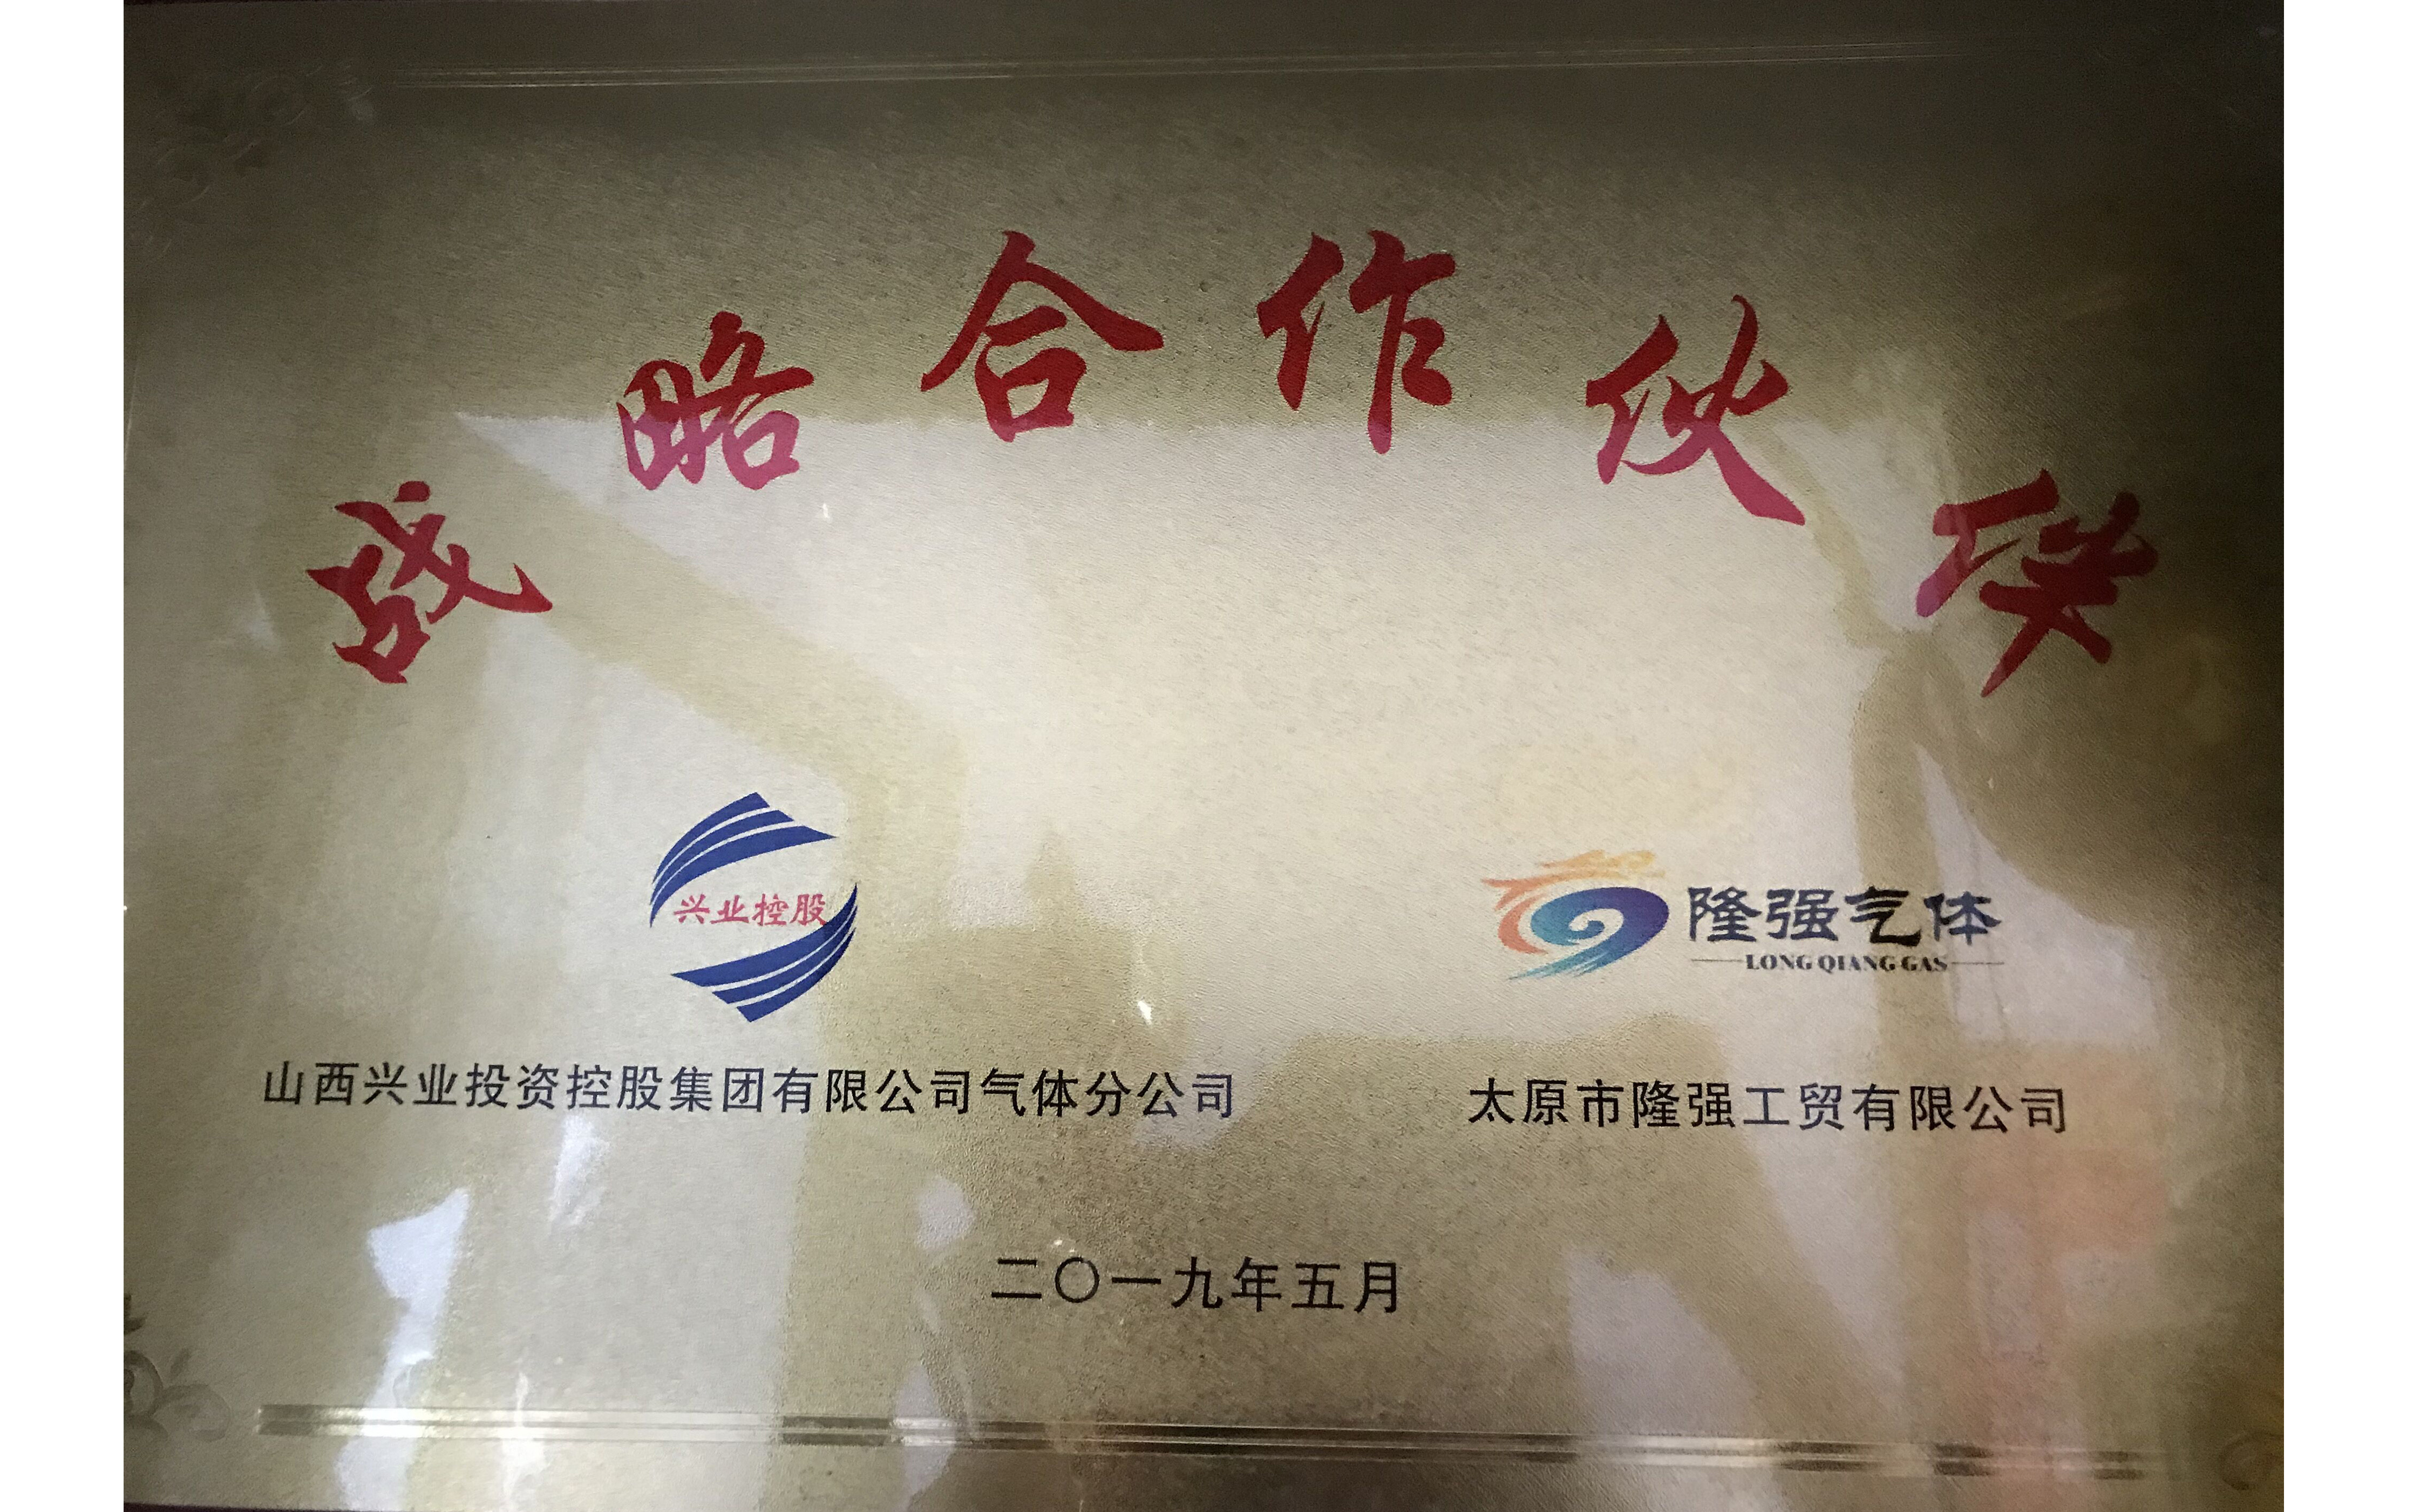 战略合作伙伴
兴业控股
隆强气体
LONG QIANG GAS
山西兴业投资控股集团有限公司气体分公司
太原市隆强工贸有限公司
二〇一九年五月